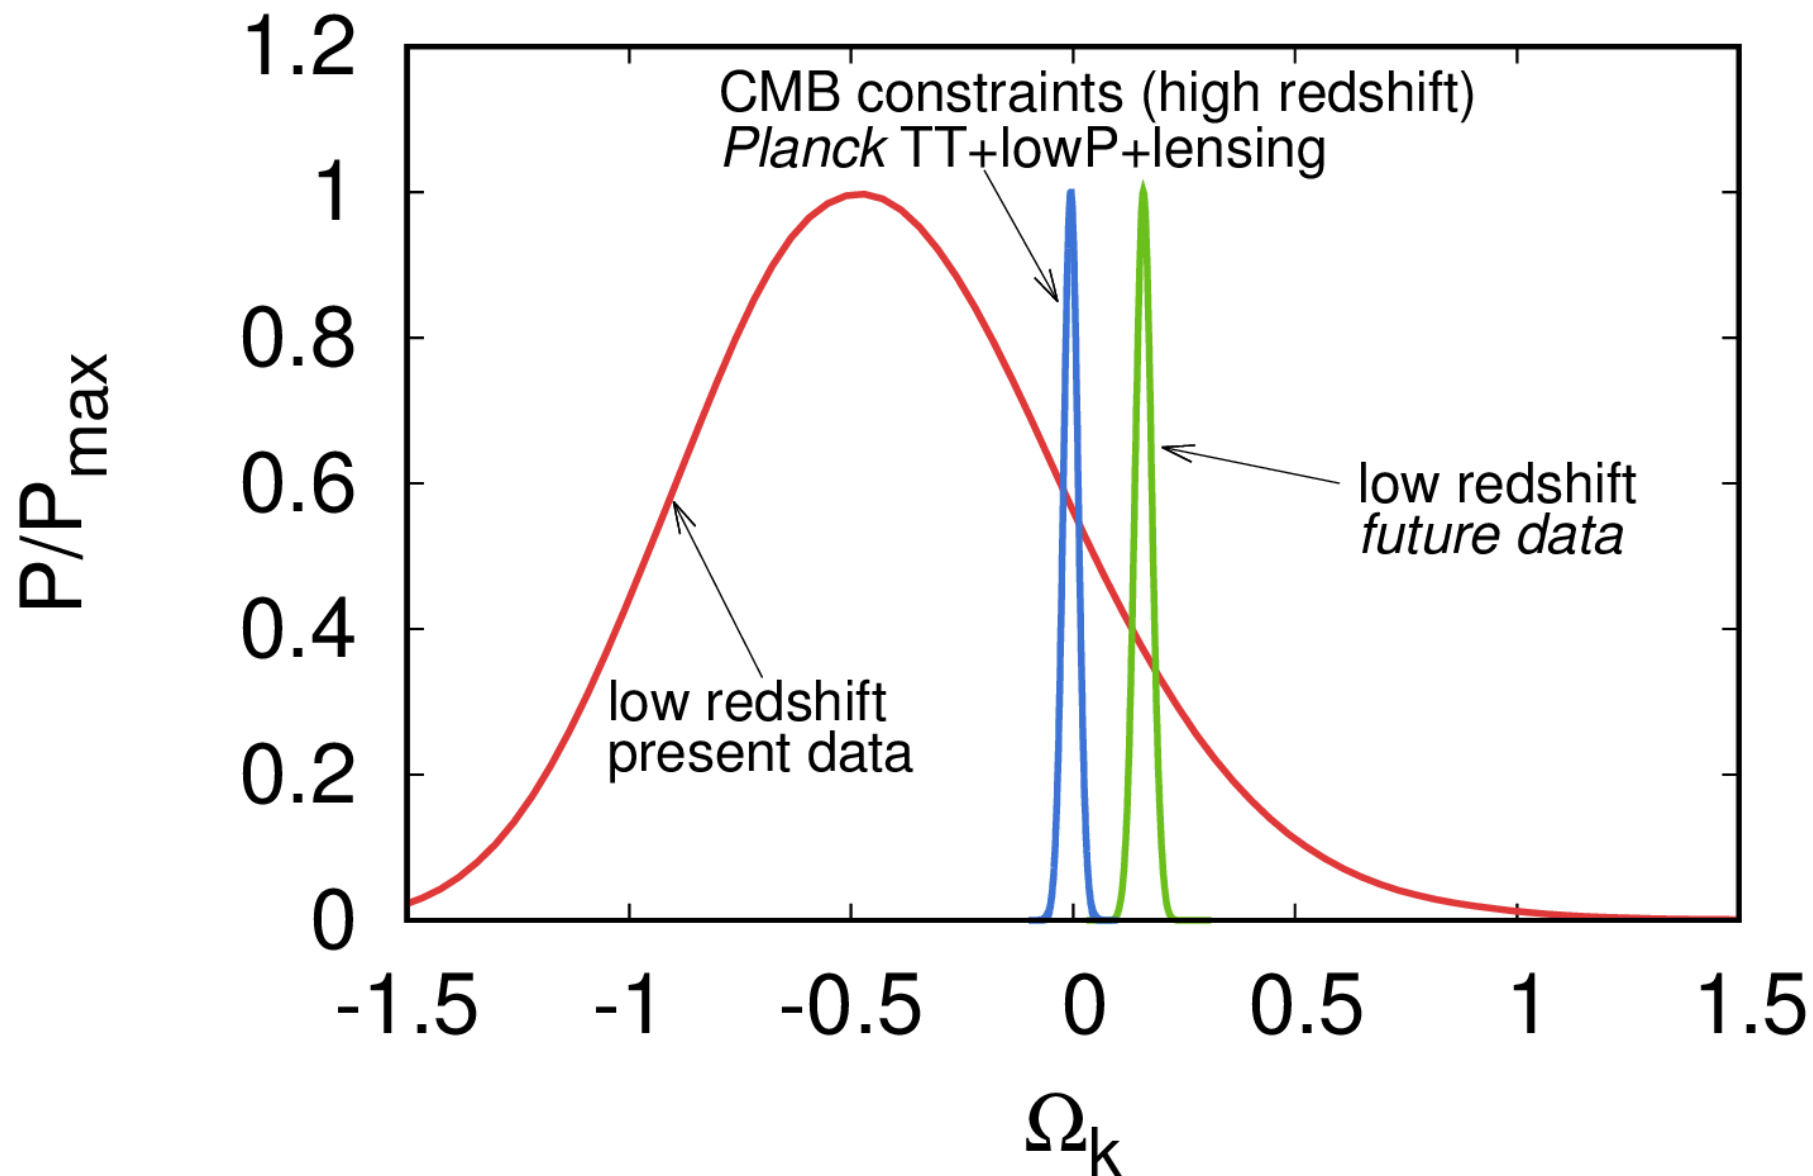 1.2
1
0.8
0.6
0.4
0.2
0
P/Pmax
CMB constraints (high redshift)
Planck TT+lowP+lensing
low redshift
future data
low redshift
present data
-1.5 -1 -0.5 0 0.5 1 1.5
Ωk